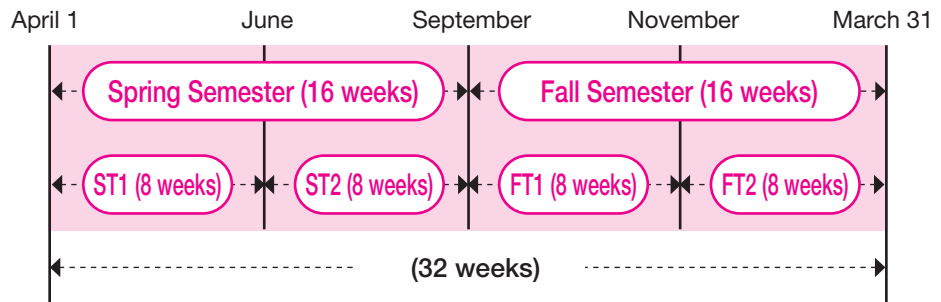 April 1 June September November March 31
Spring Semester (16 weeks) Fall Semester (16 weeks)
ST1 (8 weeks) ST2 (8 weeks) FT1 (8 weeks) FT2 (8 weeks)
(32 weeks)